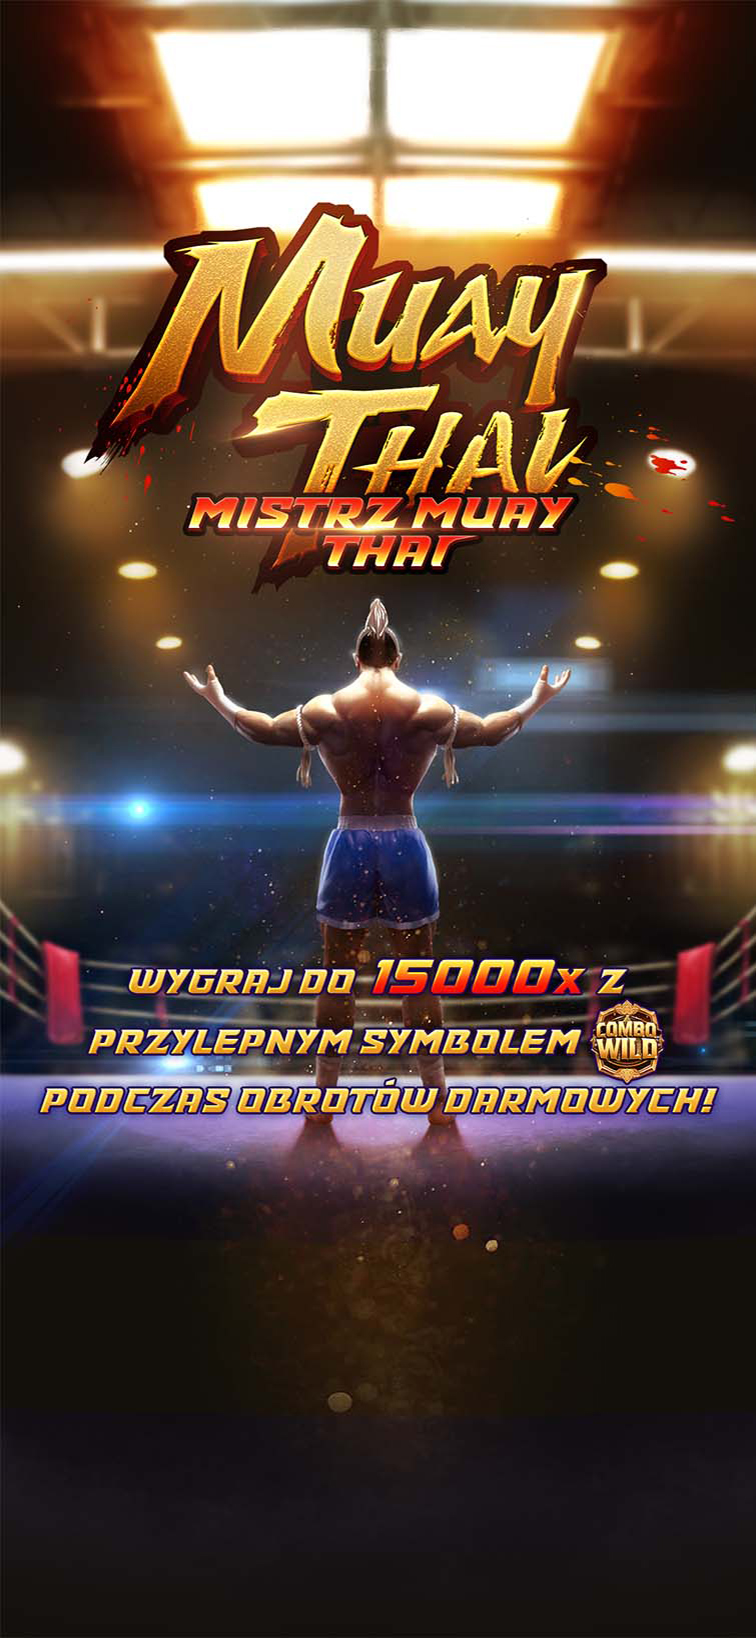 MUAY
THAI
MISTRZ MUAY
THAI
WYGRAJ DO 15000X Z
PRZYLEPNYM SYMBOLEM COMBO WILD
PODCZAS OBROTÓW DARMOWYCH!